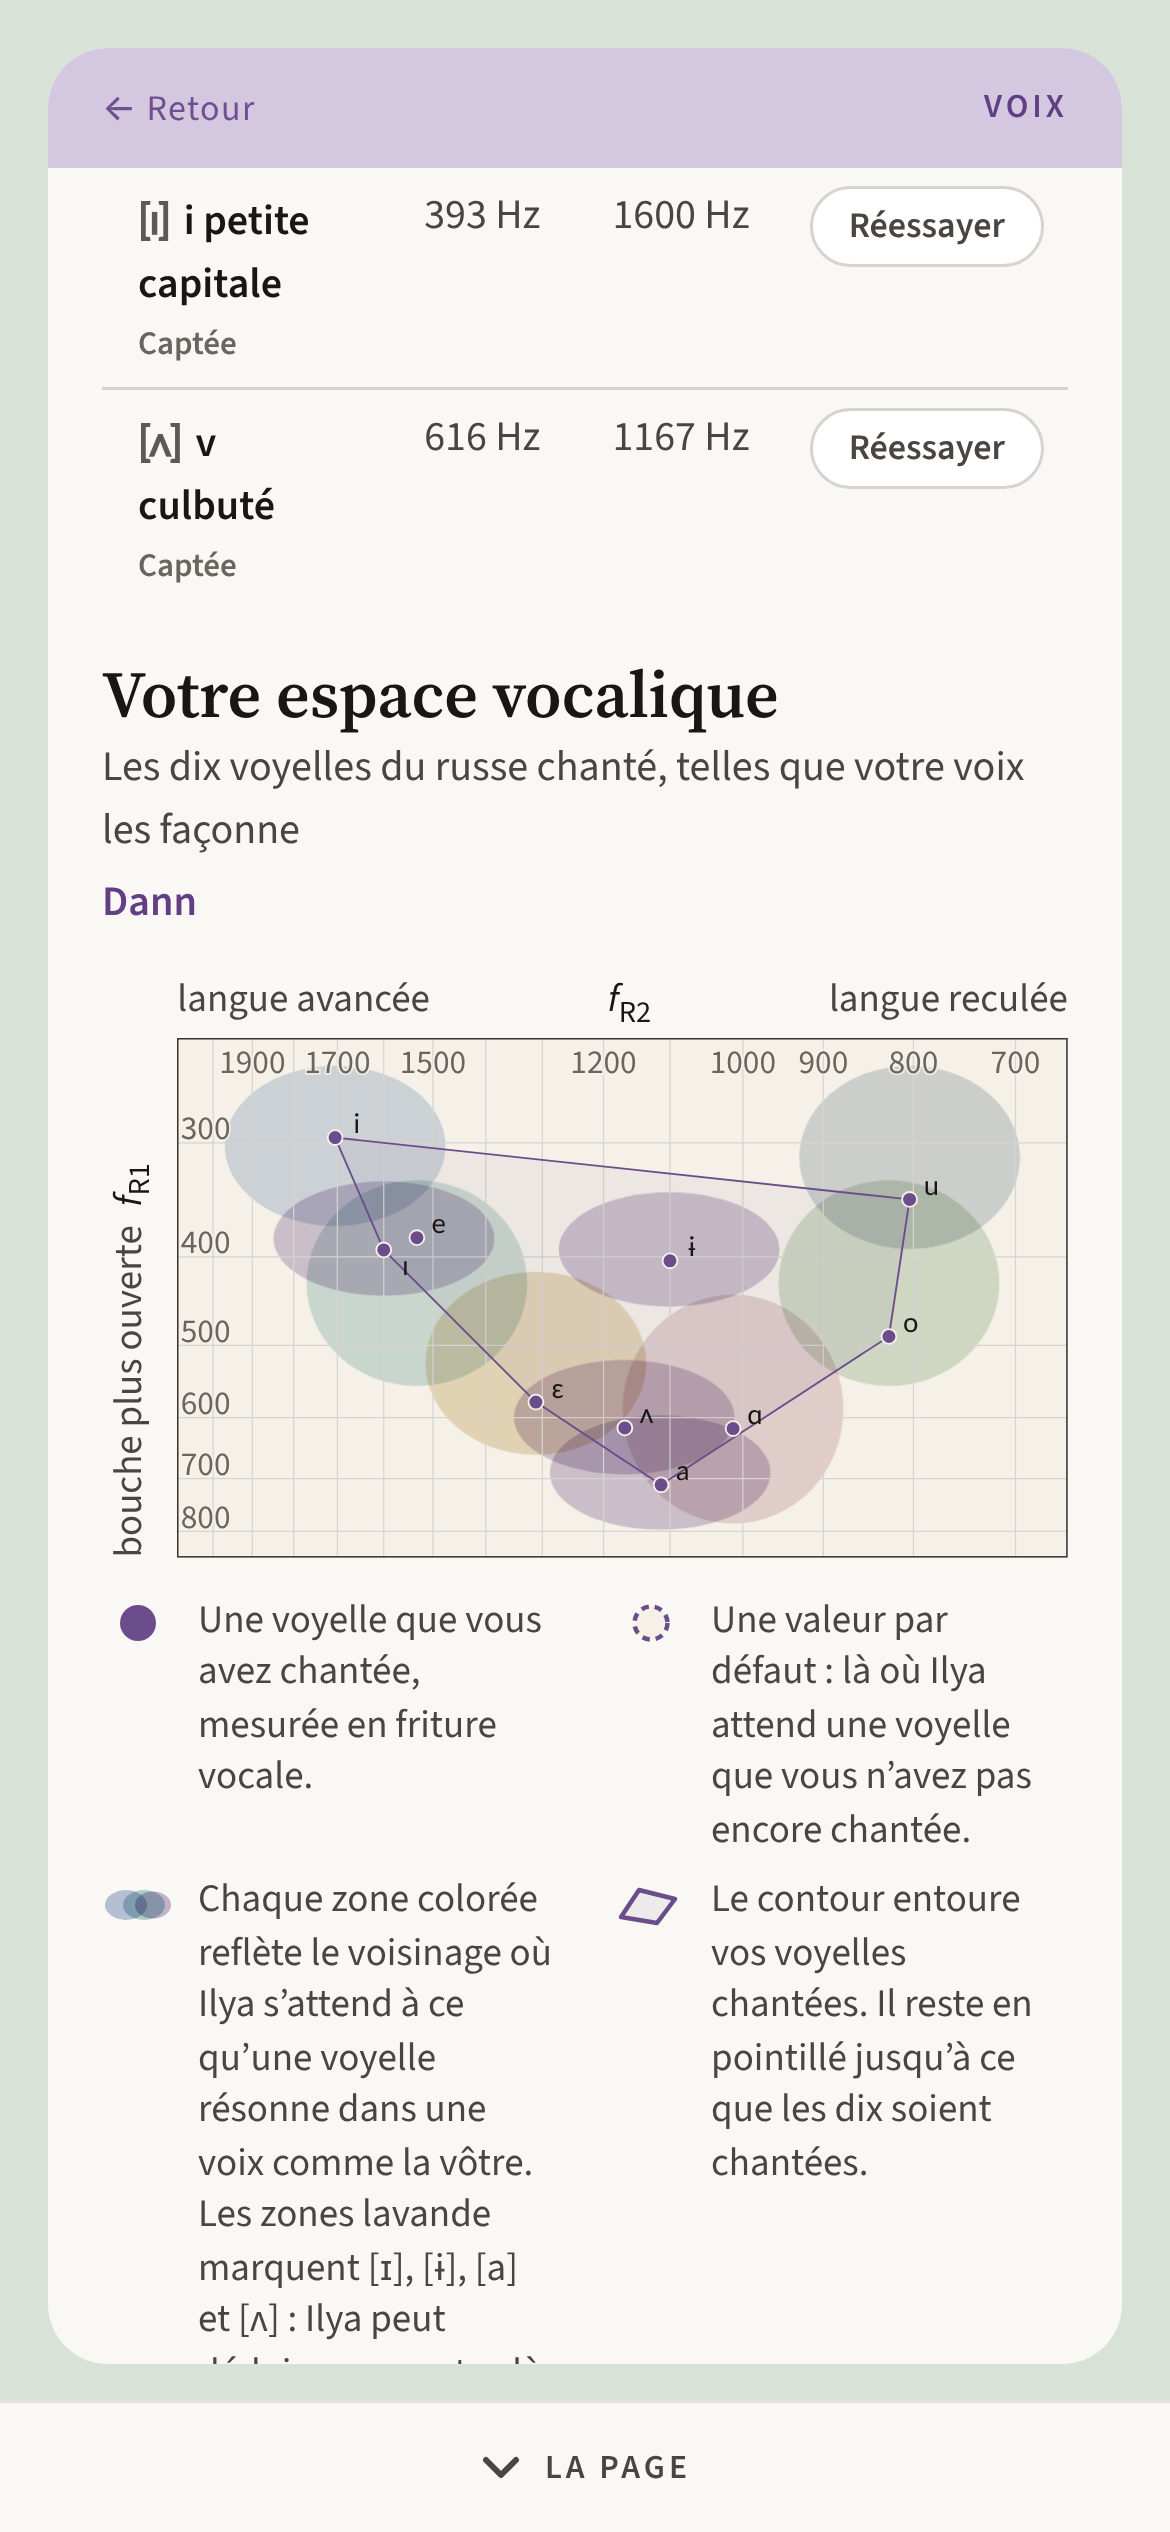 ← Retour
VOIX
[ı] i petite capitale
393 Hz
1600 Hz
Réessayer
Captée
[ʌ] v culbuté
616 Hz
1167 Hz
Réessayer
Captée
Votre espace vocalique
Les dix voyelles du russe chanté, telles que votre voix
les façonne
Dann
langue avancée
fR2
langue reculée
1900 1700 1500 1200 1000 900 800 700
bouche plus ouverte fR1
300
400
500
600
700
800
i
u
e
ɪ
ɨ
o
ɛ
ʌ
ɑ
a
Une voyelle que vous
avez chantée,
mesurée en friture
vocale.
Une valeur par
défaut : là où Ilya
attend une voyelle
que vous n’avez pas
encore chantée.
Chaque zone colorée
reflète le voisinage où
Ilya s’attend à ce
qu’une voyelle
résonne dans une
voix comme la vôtre.
Les zones lavande
marquent [ɪ], [ɨ], [a]
et [ʌ] : Ilya peut
Le contour entoure
vos voyelles
chantées. Il reste en
pointillé jusqu’à ce
que les dix soient
chantées.
LA PAGE